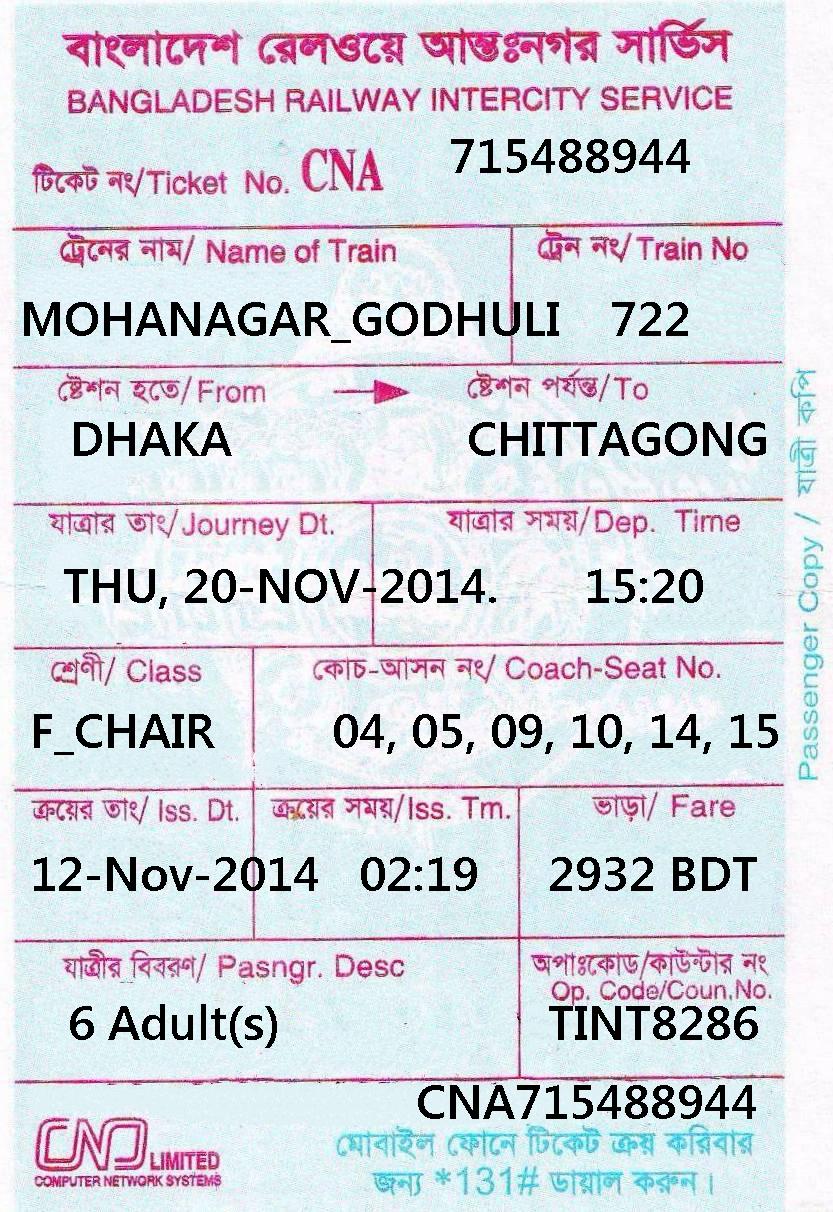 বাংলাদেশ রেলওয়ে আন্তঃনগর সার্ভিস
BANGLADESH RAILWAY INTERCITY SERVICE
টিকেট নং/Ticket No. CNA 715488944
ট্রেনের নাম/ Name of Train ট্রেন নং/Train No
MOHANAGAR_GODHULI 722
ষ্টেশন হতে/From ষ্টেশন পর্যন্ত/To
DHAKA CHITTAGONG
যাত্রার তাং/Journey Dt. যাত্রার সময়/Dep. Time
THU, 20-NOV-2014. 15:20
শ্রেণী/ Class কোচ-আসন নং/ Coach-Seat No.
F_CHAIR 04, 05, 09, 10, 14, 15
ক্রয়ের তাং/ Iss. Dt. ক্রয়ের সময়/Iss. Tm. ভাড়া/ Fare
12-Nov-2014 02:19 2932 BDT
যাত্রীর বিবরণ/ Pasngr. Desc অপাঃকোড/কাউন্টার নং
Op. Code/Coun.No.
6 Adult(s) TINT8286
CNA715488944
CNS LIMITED
COMPUTER NETWORK SYSTEMS
মোবাইল ফোনে টিকেট ক্রয় করিবার
জন্য *131# ডায়াল করুন।
Passenger Copy / যাত্রী কপি